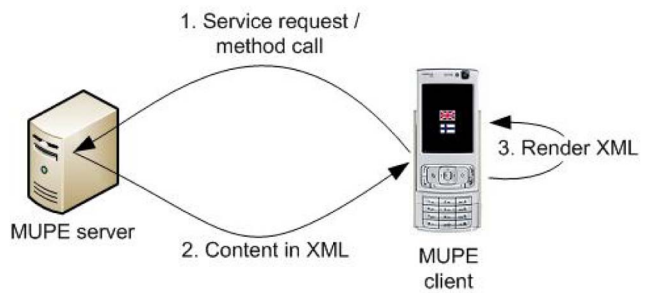 1. Service request /
method call
3. Render XML
MUPE server
2. Content in XML
MUPE
client